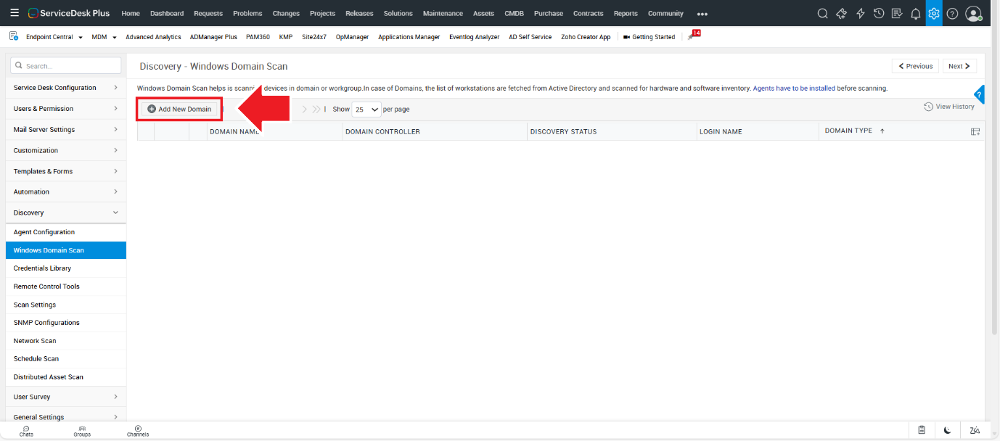 ServiceDesk Plus Home Dashboard Requests Problems Changes Projects Releases Solutions Maintenance Assets CMDB Purchase Contracts Reports Community
Endpoint Central MDM Advanced Analytics ADManager Plus PAM360 KMP Site24x7 OpManager Applications Manager Eventlog Analyzer AD Self Service Zoho Creator App Getting Started 14
Search...
Service Desk Configuration
Users & Permission
Mail Server Settings
Customization
Templates & Forms
Automation
Discovery
Agent Configuration
Windows Domain Scan
Credentials Library
Remote Control Tools
Scan Settings
SNMP Configurations
Network Scan
Schedule Scan
Distributed Asset Scan
User Survey
General Settings
Discovery - Windows Domain Scan
Previous Next
Windows Domain Scan helps is scanni devices in domain or workgroup.In case of Domains, the list of workstations are fetched from Active Directory and scanned for hardware and software inventory. Agents have to be installed before scanning.
?
Add New Domain Show 25 per page View History
DOMAIN NAME DOMAIN CONTROLLER DISCOVERY STATUS LOGIN NAME DOMAIN TYPE
Chats Groups Channels